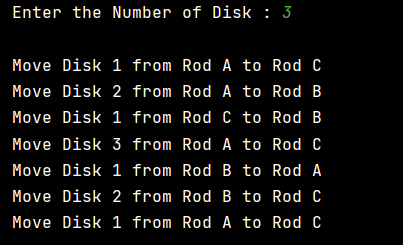 Enter the Number of Disk : 3
Move Disk 1 from Rod A to Rod C
Move Disk 2 from Rod A to Rod B
Move Disk 1 from Rod C to Rod B
Move Disk 3 from Rod A to Rod C
Move Disk 1 from Rod B to Rod A
Move Disk 2 from Rod B to Rod C
Move Disk 1 from Rod A to Rod C